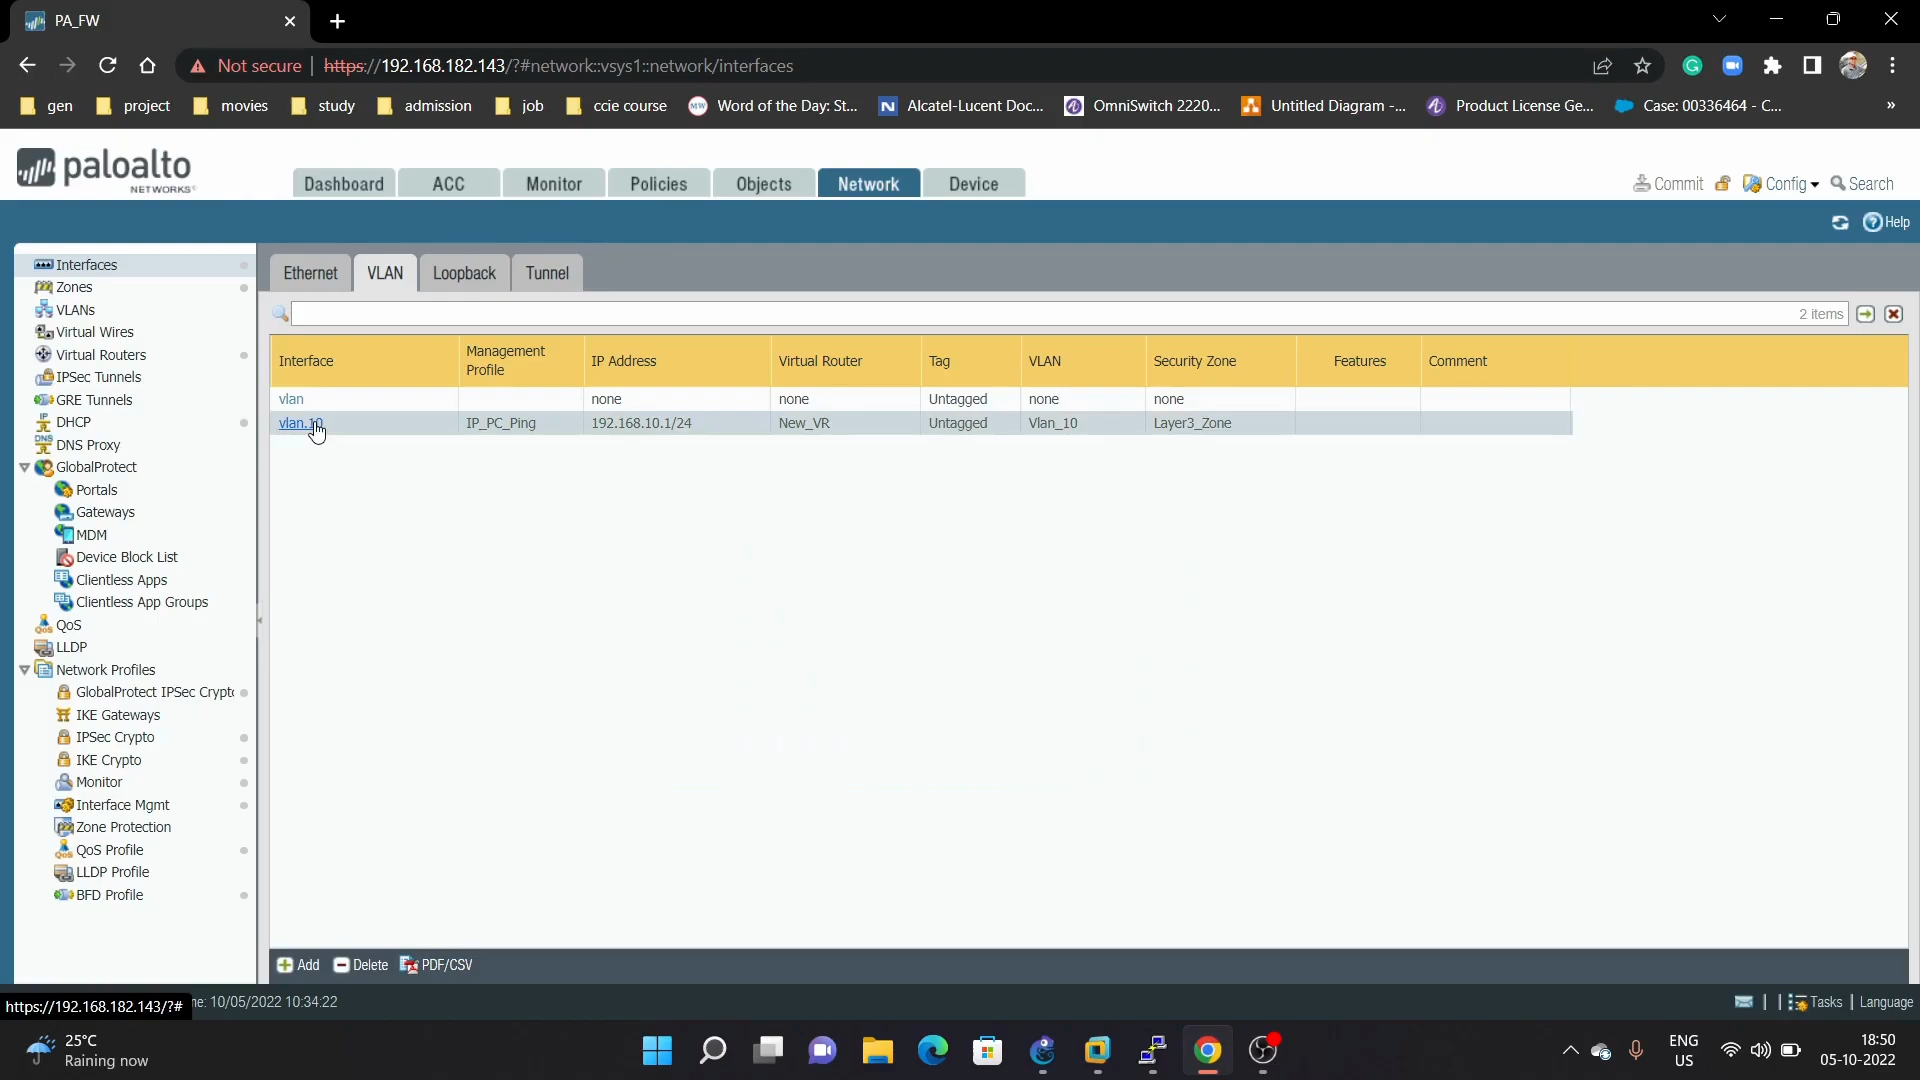 PA_FW
Not secure | https://192.168.182.143/?#network::vsys1::network/interfaces
gen project movies study admission job ccie course Word of the Day: St... Alcatel-Lucent Doc... OmniSwitch 2220... Untitled Diagram -... Product License Ge... Case: 00336464 - C... »
paloalto
NETWORKS
Dashboard ACC Monitor Policies Objects Network Device
Commit Config Search
Help
Interfaces
Zones
VLANs
Virtual Wires
Virtual Routers
IPSec Tunnels
GRE Tunnels
DHCP
DNS Proxy
GlobalProtect
Portals
Gateways
MDM
Device Block List
Clientless Apps
Clientless App Groups
QoS
LLDP
Network Profiles
GlobalProtect IPSec Crypto
IKE Gateways
IPSec Crypto
IKE Crypto
Monitor
Interface Mgmt
Zone Protection
QoS Profile
LLDP Profile
BFD Profile
Ethernet VLAN Loopback Tunnel
2 items
Interface Management Profile IP Address Virtual Router Tag VLAN Security Zone Features Comment
vlan none none Untagged none none
vlan.10 IP_PC_Ping 192.168.10.1/24 New_VR Untagged Vlan_10 Layer3_Zone
Add Delete PDF/CSV
https://192.168.182.143/?# me: 10/05/2022 10:34:22
Tasks | Language
25°C
Raining now
ENG
US
18:50
05-10-2022